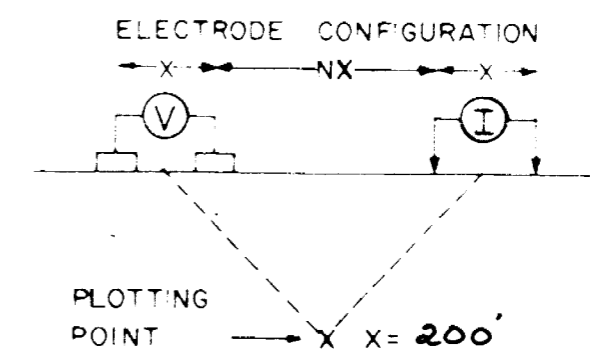 ELECTRODE CONFIGURATION
X NX X
V I
PLOTTING
POINT X X = 200'